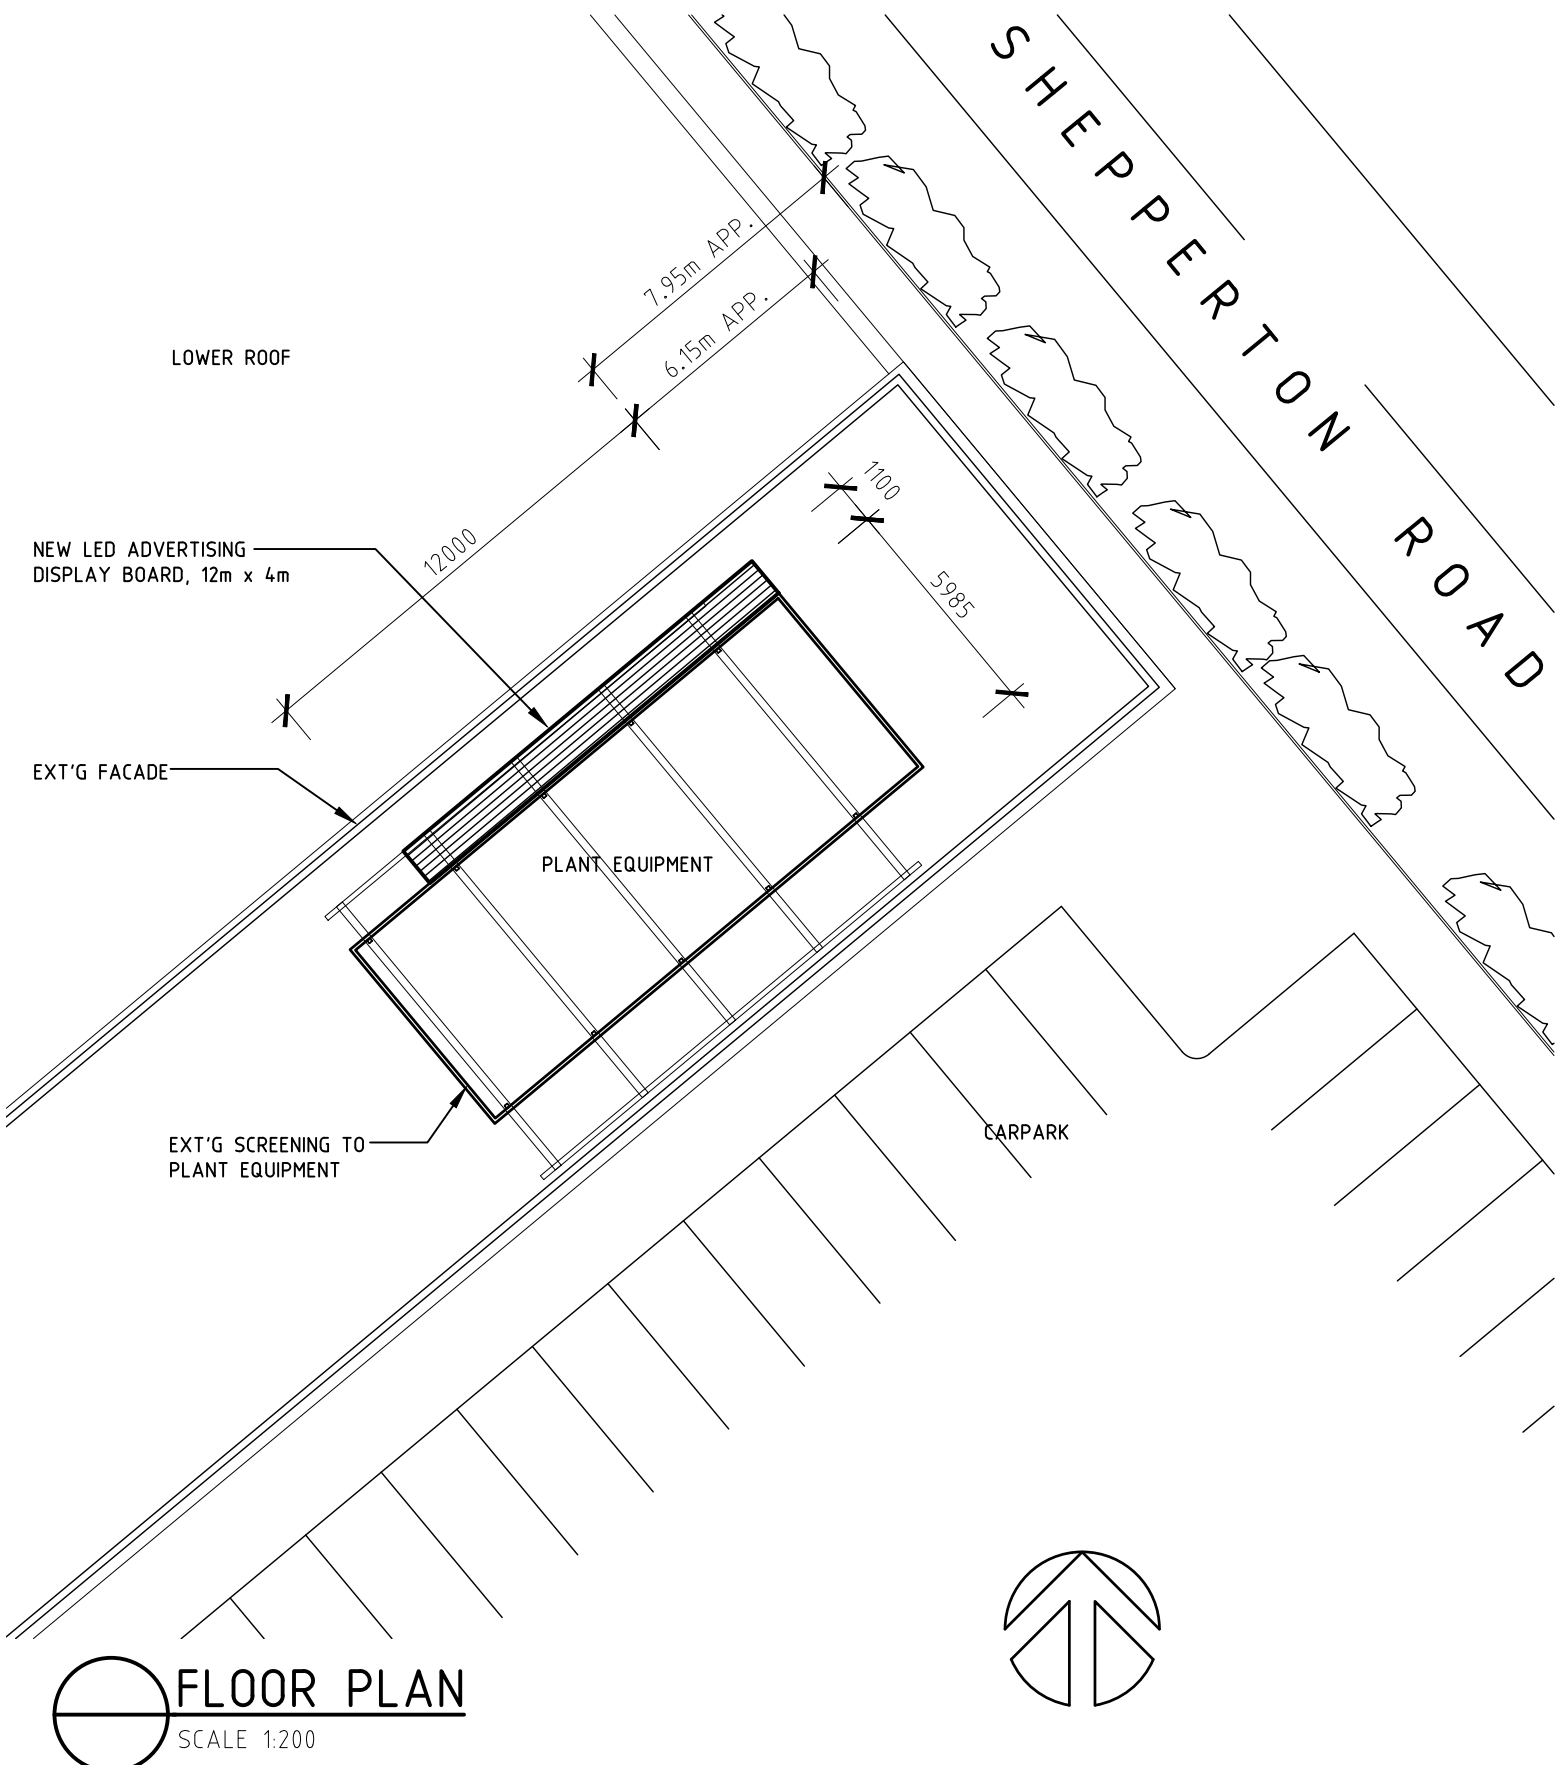 SHEPPERTON ROAD
7.95m APP.
6.15m APP.
LOWER ROOF
1100
12000
NEW LED ADVERTISING
DISPLAY BOARD, 12m x 4m
5985
EXT'G FACADE
PLANT EQUIPMENT
CARPARK
EXT'G SCREENING TO
PLANT EQUIPMENT
FLOOR PLAN
SCALE 1:200